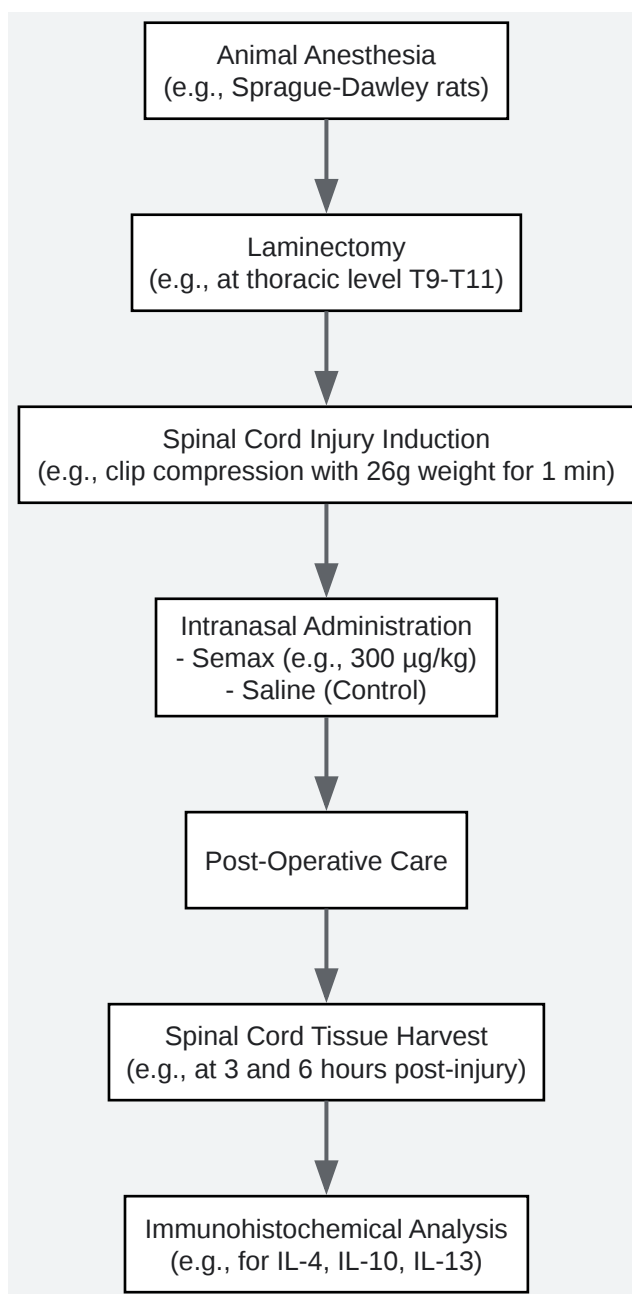 Animal Anesthesia
(e.g., Sprague-Dawley rats)
Laminectomy
(e.g., at thoracic level T9-T11)
Spinal Cord Injury Induction
(e.g., clip compression with 26g weight for 1 min)
Intranasal Administration
- Semax (e.g., 300 µg/kg)
- Saline (Control)
Post-Operative Care
Spinal Cord Tissue Harvest
(e.g., at 3 and 6 hours post-injury)
Immunohistochemical Analysis
(e.g., for IL-4, IL-10, IL-13)